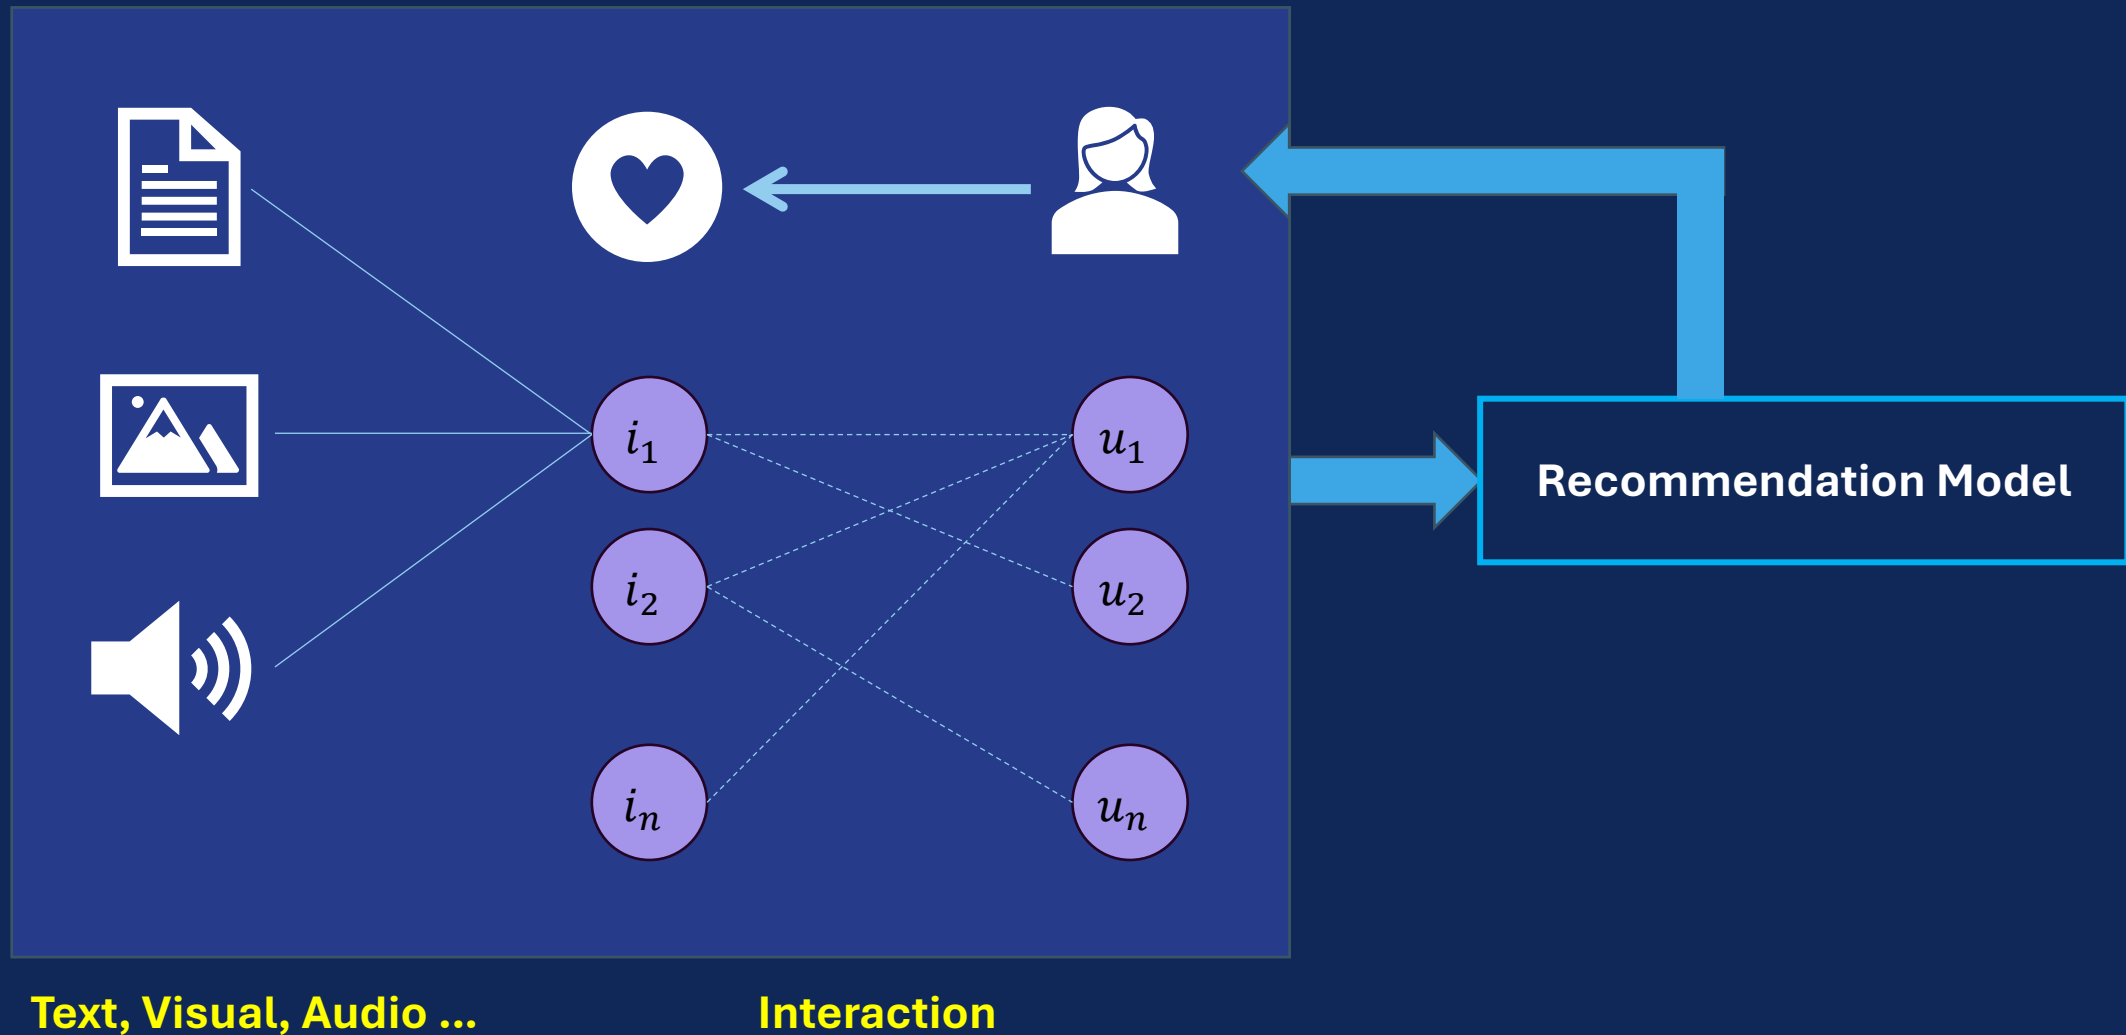 i₁
u₁
Recommendation Model
i₂
u₂
iₙ
uₙ
Text, Visual, Audio ...
Interaction